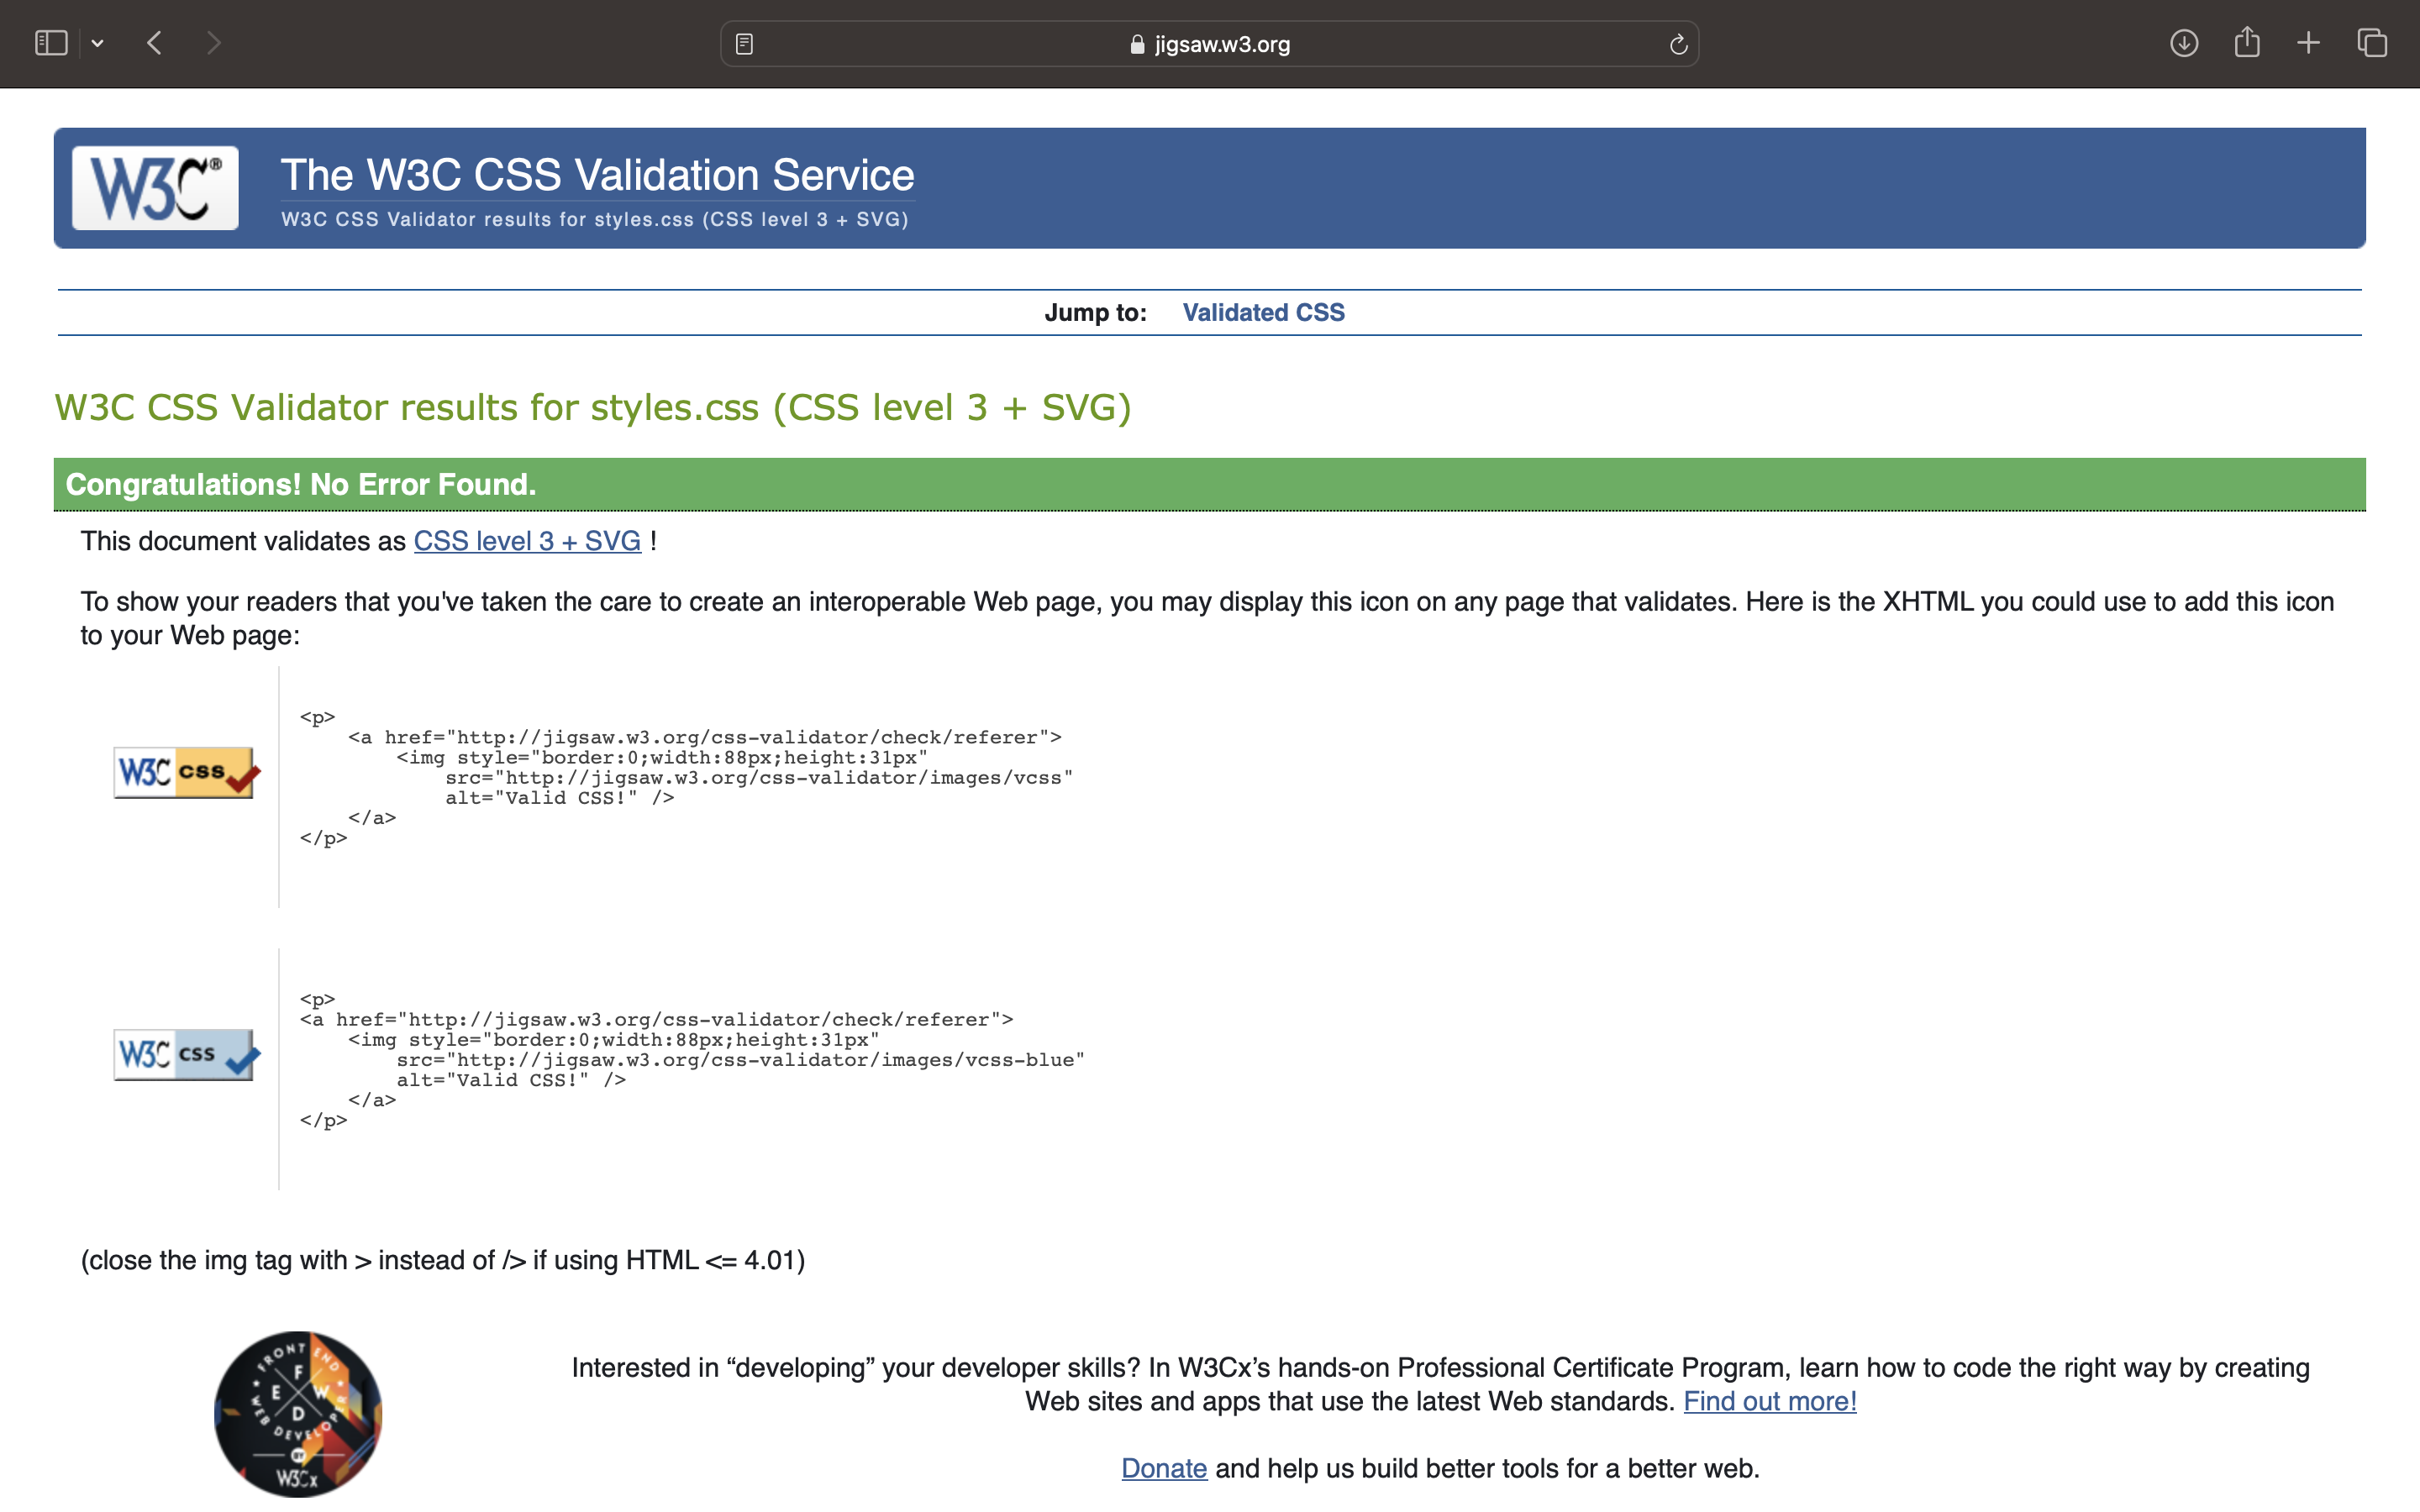 jigsaw.w3.org
W3C®
The W3C CSS Validation Service
W3C CSS Validator results for styles.css (CSS level 3 + SVG)
Jump to: Validated CSS
W3C CSS Validator results for styles.css (CSS level 3 + SVG)
Congratulations! No Error Found.
This document validates as CSS level 3 + SVG !
To show your readers that you've taken the care to create an interoperable Web page, you may display this icon on any page that validates. Here is the XHTML you could use to add this icon
to your Web page:
W3C css
<p>
<a href="http://jigsaw.w3.org/css-validator/check/referer">
<img style="border:0;width:88px;height:31px"
src="http://jigsaw.w3.org/css-validator/images/vcss"
alt="Valid CSS!" />
</a>
</p>
W3C css
<p>
<a href="http://jigsaw.w3.org/css-validator/check/referer">
<img style="border:0;width:88px;height:31px"
src="http://jigsaw.w3.org/css-validator/images/vcss-blue"
alt="Valid CSS!" />
</a>
</p>
(close the img tag with > instead of /> if using HTML <= 4.01)
FRONT END
WEB DEVELOPER
F
E W
D
BY
W3Cx
Interested in “developing” your developer skills? In W3Cx’s hands-on Professional Certificate Program, learn how to code the right way by creating
Web sites and apps that use the latest Web standards. Find out more!
Donate and help us build better tools for a better web.